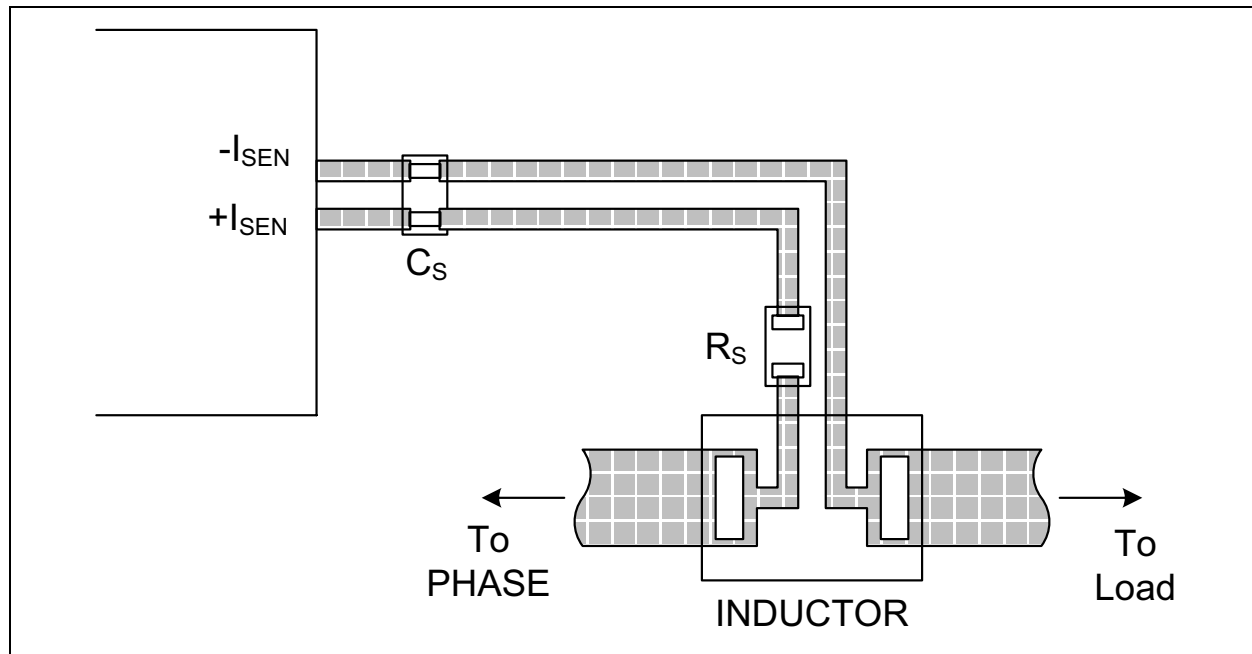 -ISEN
+ISEN
CS
RS
To
PHASE
To
Load
INDUCTOR